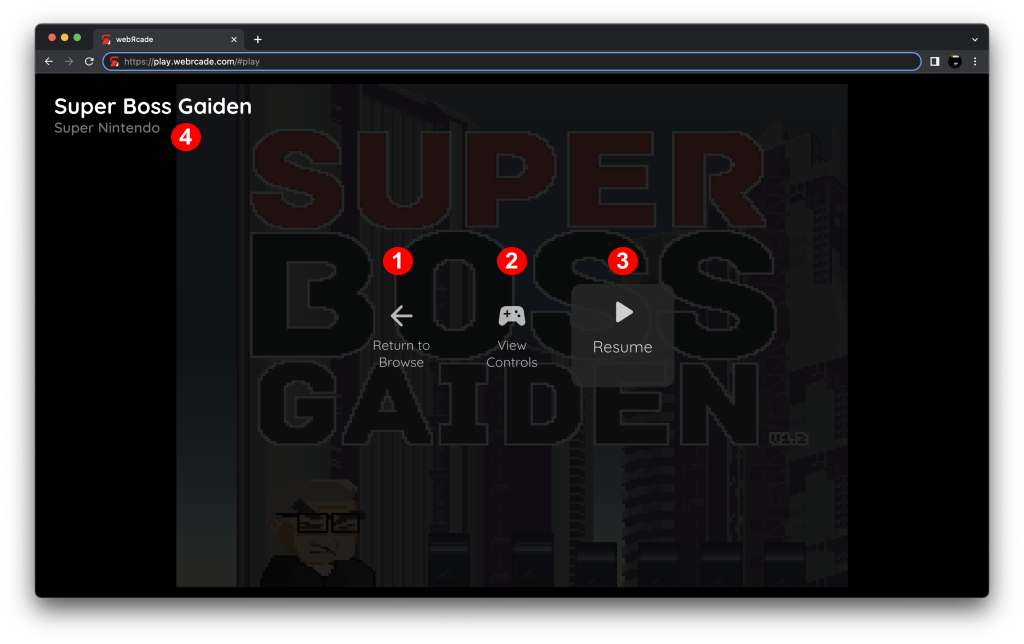 webЯcade
https://play.webrcade.com/#play
Super Boss Gaiden
Super Nintendo
4
SUPER
BOSS
GAIDEN
V1.2
1
2
3
Return to
Browse
View
Controls
Resume